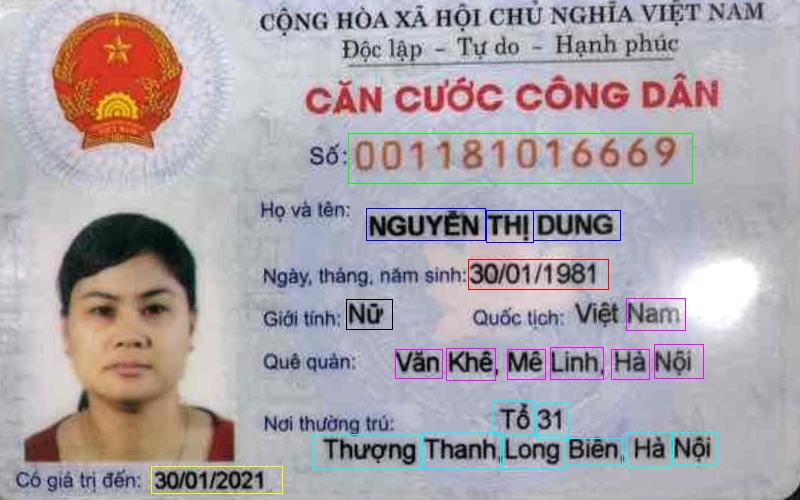 CỘNG HÒA XÃ HỘI CHỦ NGHĨA VIỆT NAM
Độc lập - Tự do - Hạnh phúc
CĂN CƯỚC CÔNG DÂN
Số: 001181016669
Họ và tên: NGUYỄN THỊ DUNG
Ngày, tháng, năm sinh: 30/01/1981
Giới tính: Nữ Quốc tịch: Việt Nam
Quê quán: Văn Khê, Mê Linh, Hà Nội
Nơi thường trú: Tổ 31
Thượng Thanh, Long Biên, Hà Nội
Có giá trị đến: 30/01/2021